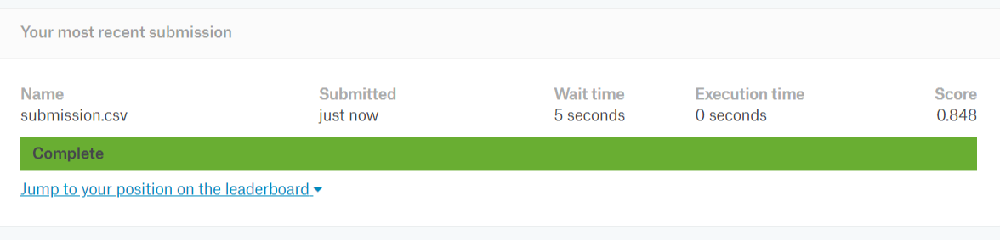 Your most recent submission
Name Submitted Wait time Execution time Score
submission.csv just now 5 seconds 0 seconds 0.848
Complete
Jump to your position on the leaderboard